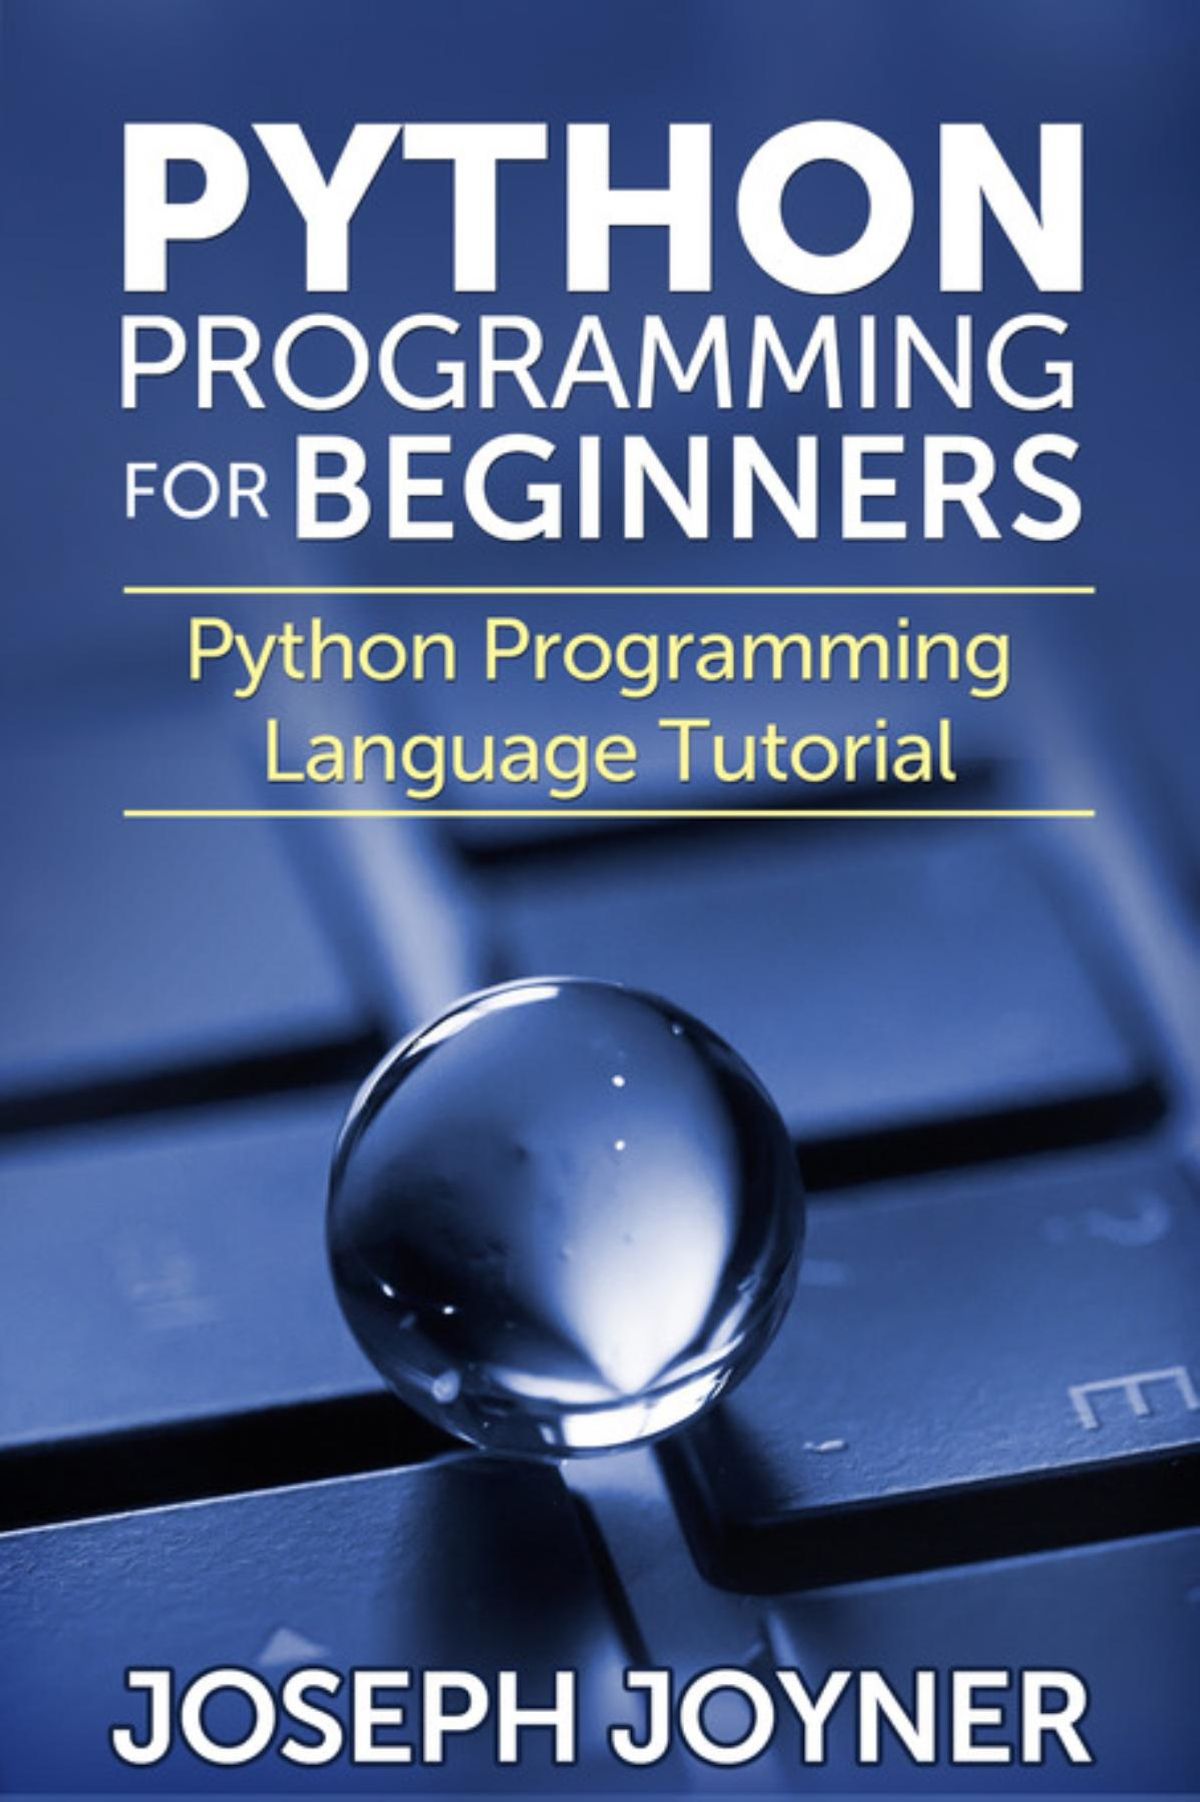 PYTHON
PROGRAMMING
FOR BEGINNERS
Python Programming
Language Tutorial
E
JOSEPH JOYNER